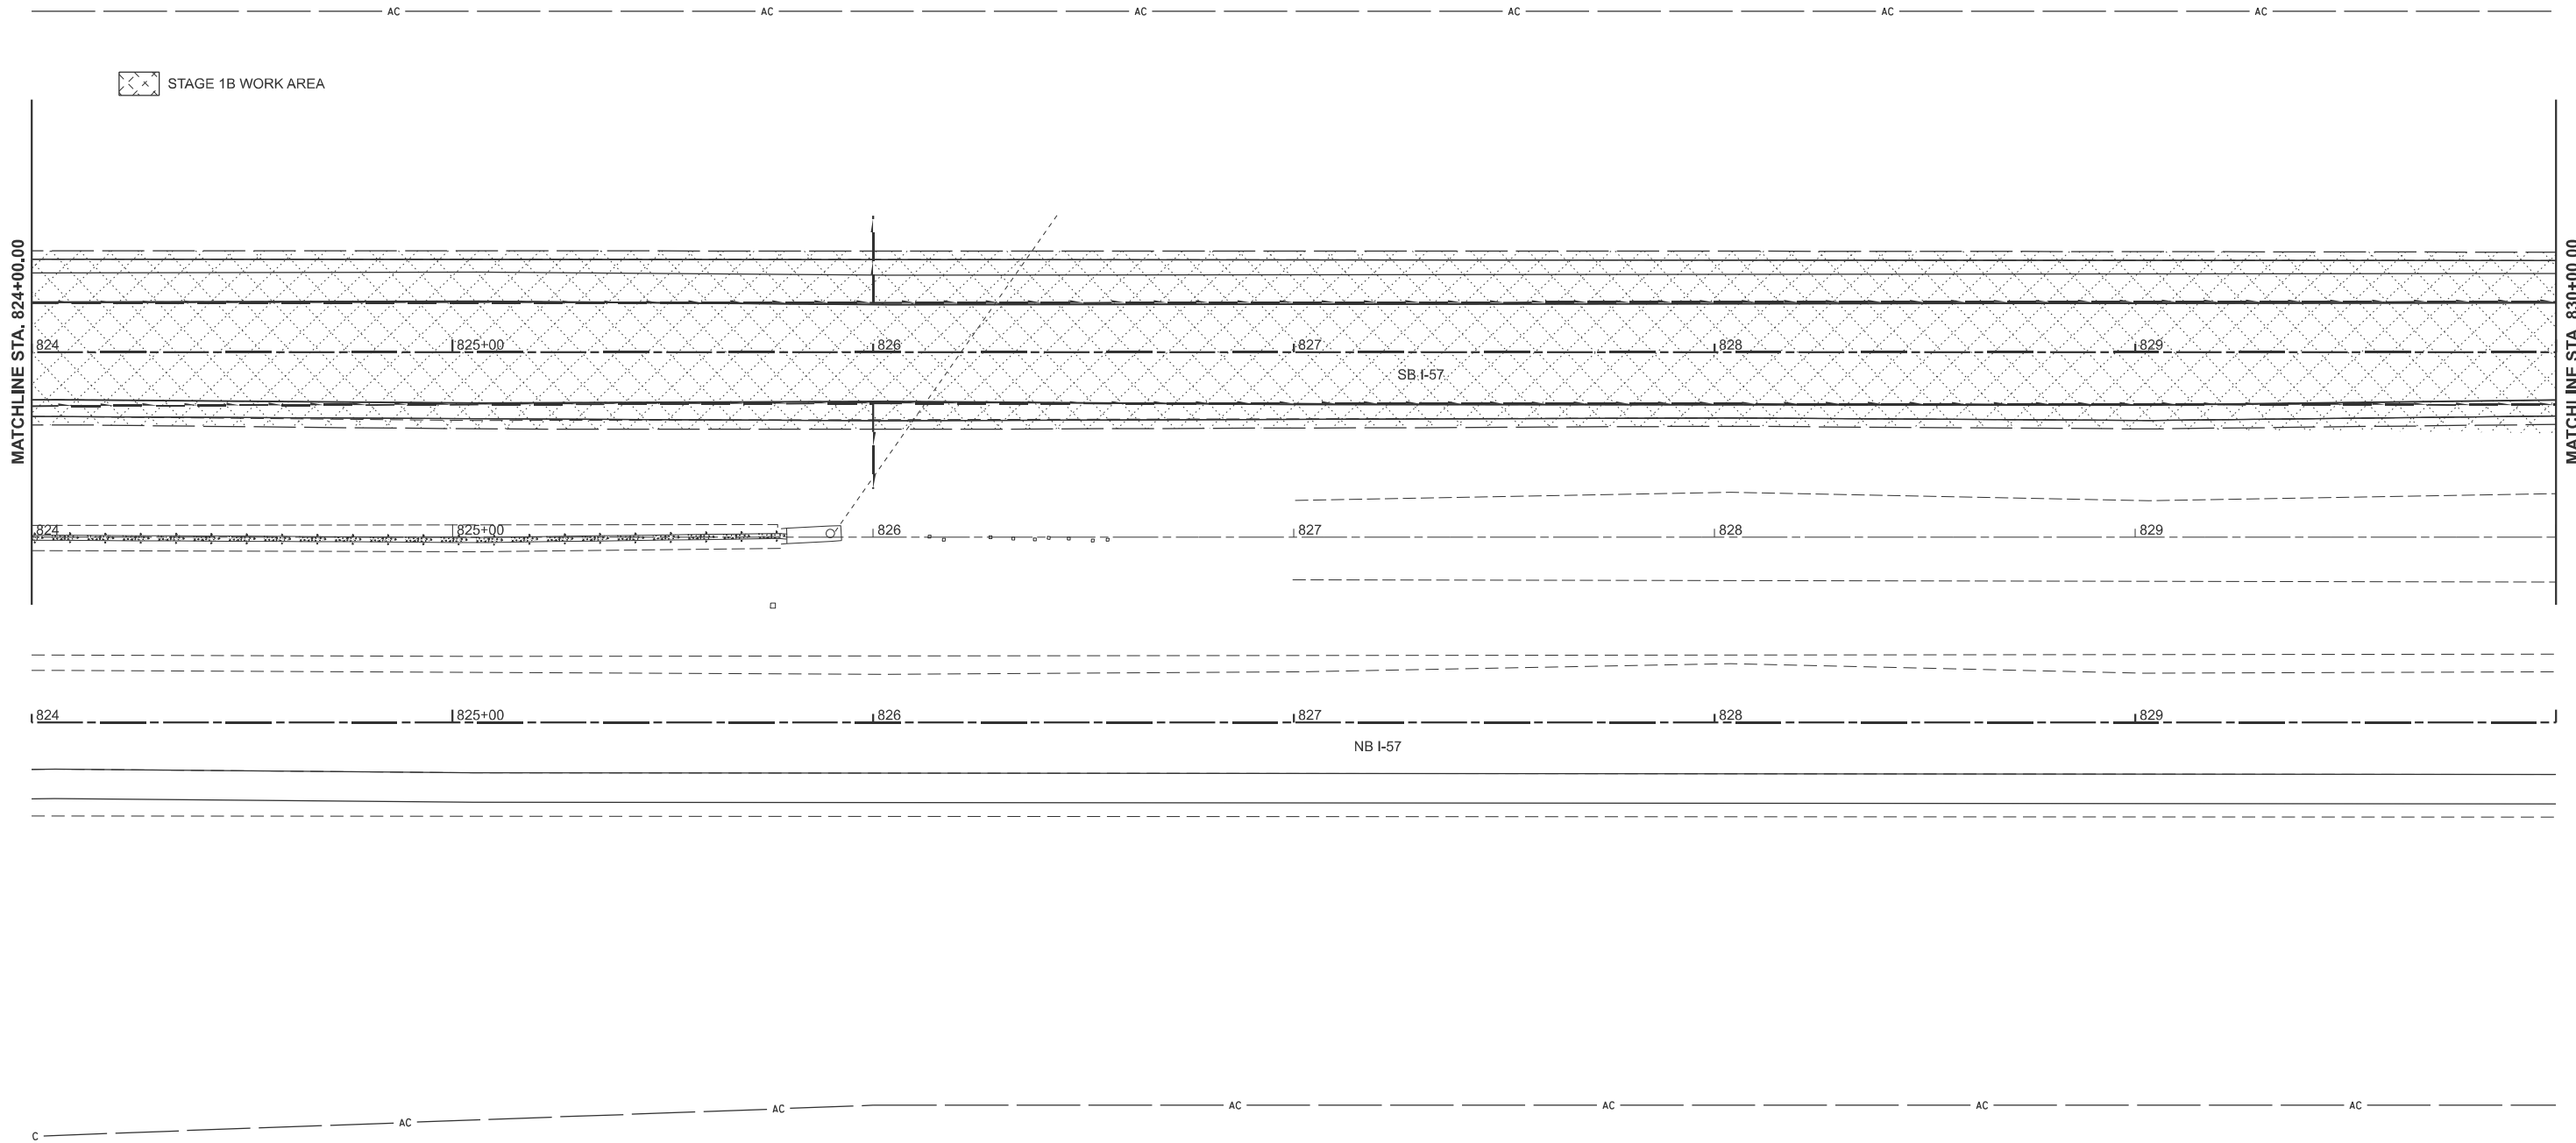 AC AC AC AC AC AC
STAGE 1B WORK AREA
MATCHLINE STA. 824+00.00
MATCHLINE STA. 830+00.00
824 825+00 826 827 828 829
SB I-57
824 825+00 826 827 828 829
824 825+00 826 827 828 829
NB I-57
C AC AC AC AC AC AC